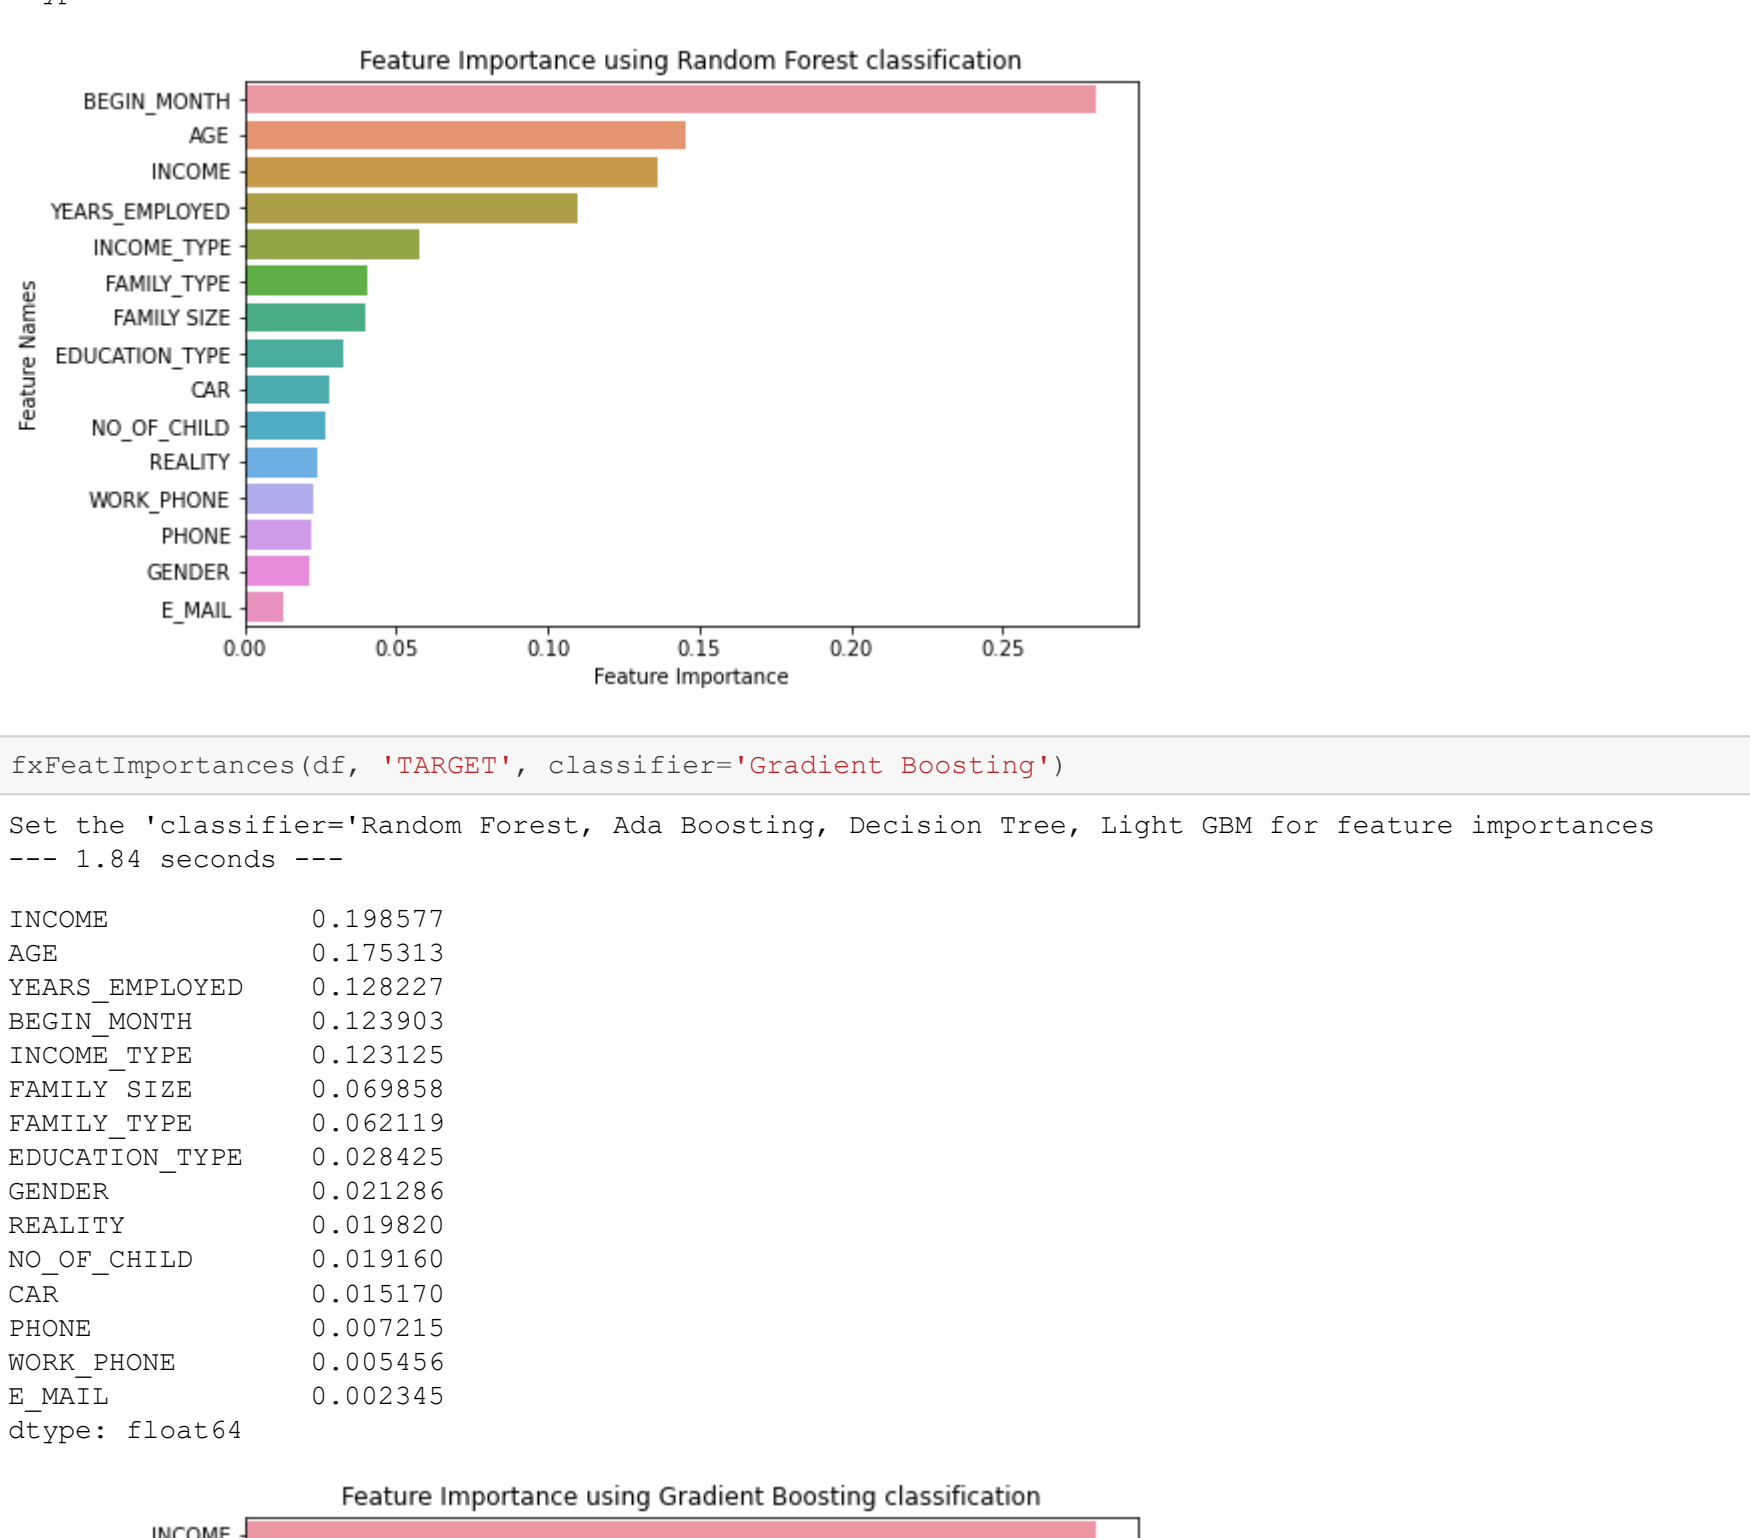 Feature Importance using Random Forest classification
BEGIN_MONTH
AGE
INCOME
YEARS_EMPLOYED
INCOME_TYPE
FAMILY_TYPE
FAMILY SIZE
EDUCATION_TYPE
CAR
NO_OF_CHILD
REALITY
WORK_PHONE
PHONE
GENDER
E_MAIL
Feature Names
0.00 0.05 0.10 0.15 0.20 0.25
Feature Importance
fxFeatImportances(df, 'TARGET', classifier='Gradient Boosting')
Set the 'classifier='Random Forest, Ada Boosting, Decision Tree, Light GBM for feature importances
--- 1.84 seconds ---
INCOME 0.198577
AGE 0.175313
YEARS_EMPLOYED 0.128227
BEGIN_MONTH 0.123903
INCOME_TYPE 0.123125
FAMILY SIZE 0.069858
FAMILY_TYPE 0.062119
EDUCATION_TYPE 0.028425
GENDER 0.021286
REALITY 0.019820
NO_OF_CHILD 0.019160
CAR 0.015170
PHONE 0.007215
WORK_PHONE 0.005456
E_MAIL 0.002345
dtype: float64
Feature Importance using Gradient Boosting classification
INCOME